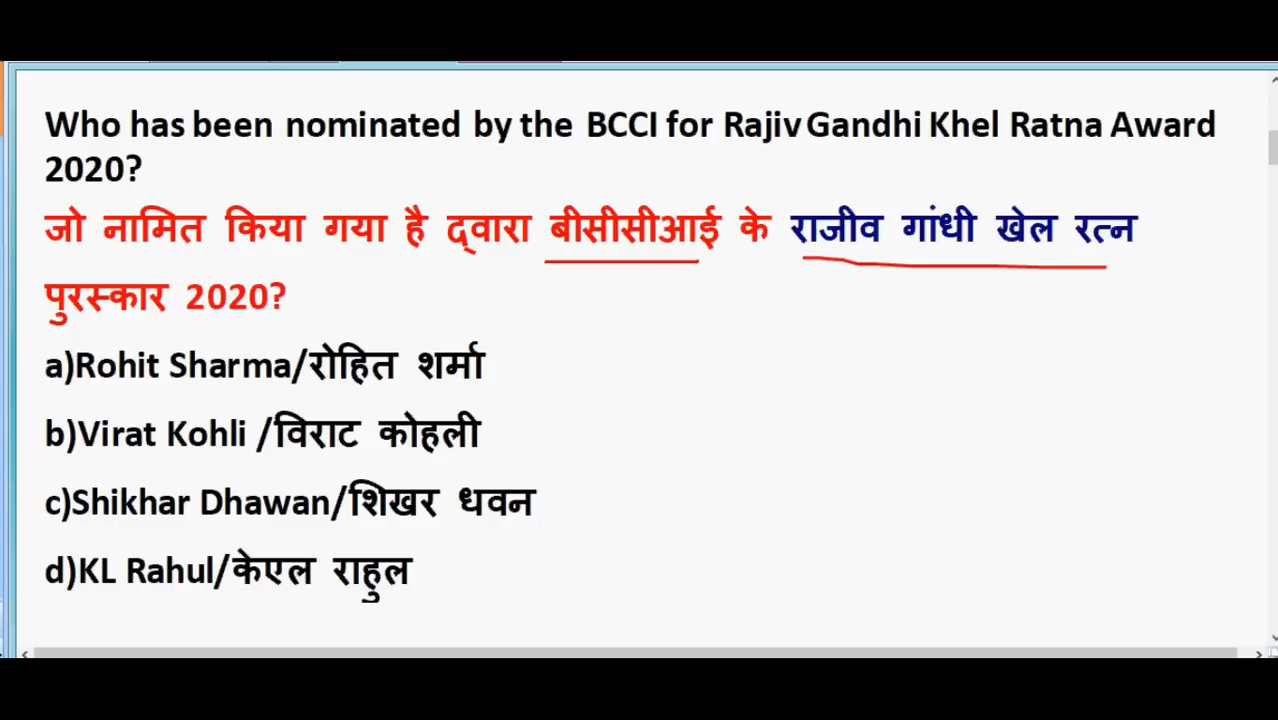 Who has been nominated by the BCCI for Rajiv Gandhi Khel Ratna Award
2020?
जो नामित किया गया है द्वारा बीसीसीआई के राजीव गांधी खेल रत्न
पुरस्कार 2020?
a)Rohit Sharma/रोहित शर्मा
b)Virat Kohli /विराट कोहली
c)Shikhar Dhawan/शिखर धवन
d)KL Rahul/केएल राहुल